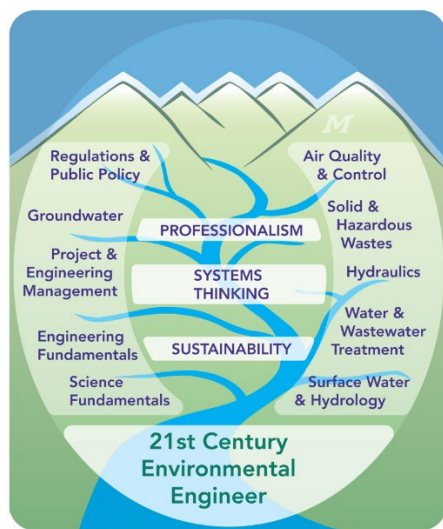 M
Regulations &
Public Policy
Groundwater
Project &
Engineering
Management
Engineering
Fundamentals
Science
Fundamentals
PROFESSIONALISM
SYSTEMS
THINKING
SUSTAINABILITY
Air Quality
& Control
Solid &
Hazardous
Wastes
Hydraulics
Water &
Wastewater
Treatment
Surface Water
& Hydrology
21st Century
Environmental
Engineer